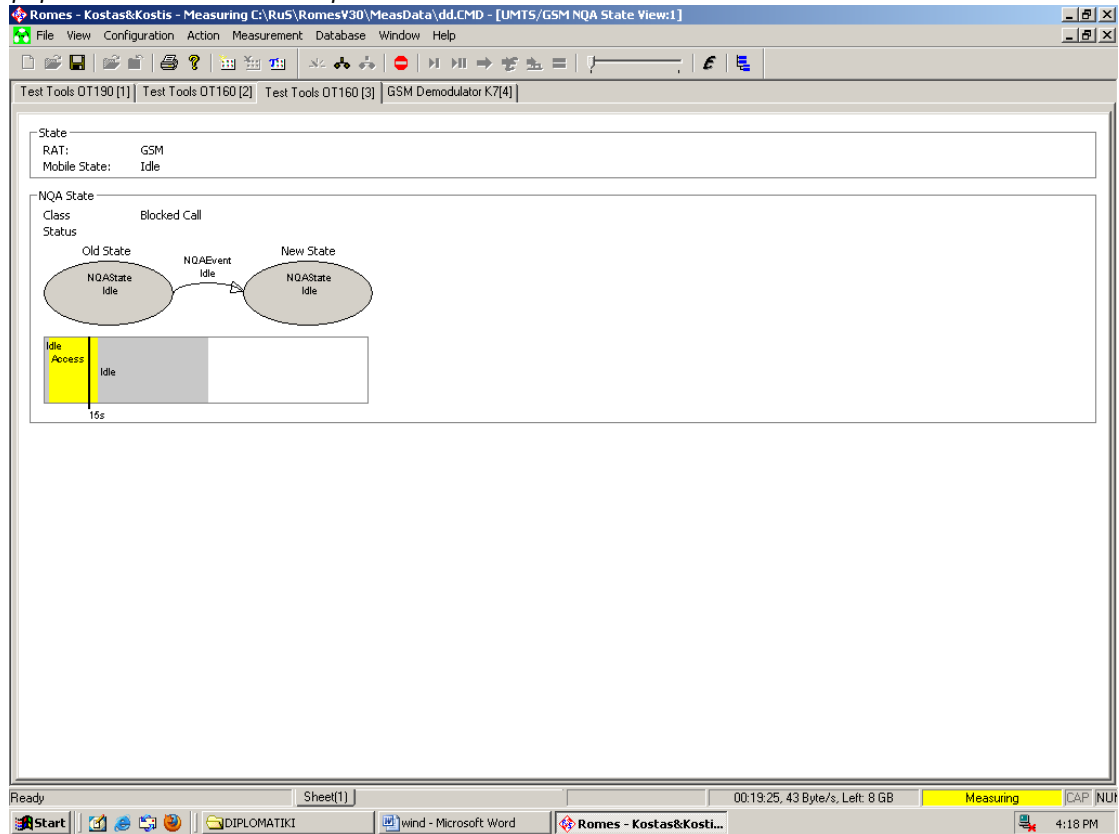 Romes - Kostas&Kostis - Measuring C:\RuS\RomesV30\MeasData\dd.CMD - [UMTS/GSM NQA State View:1]
File View Configuration Action Measurement Database Window Help
Test Tools OT190 [1] Test Tools OT160 [2] Test Tools OT160 [3] GSM Demodulator K7[4]
State
RAT: GSM
Mobile State: Idle
NQA State
Class Blocked Call
Status
Old State NQAEvent New State
Idle
NQAState NQAState
Idle Idle
Idle
Access
Idle
15s
Ready Sheet(1) 00:19:25, 43 Byte/s, Left: 8 GB Measuring CAP NU
Start DIPLOMATIKI wind - Microsoft Word Romes - Kostas&Kosti... 4:18 PM